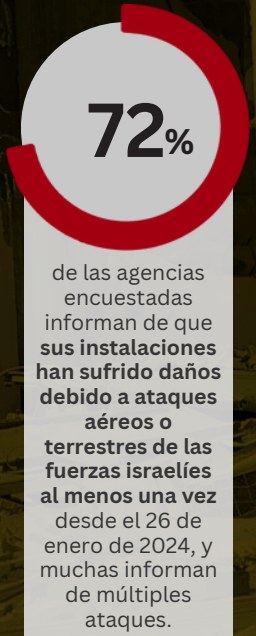 72%
de las agencias
encuestadas
informan de que
sus instalaciones
han sufrido daños
debido a ataques
aéreos o
terrestres de las
fuerzas israelíes
al menos una vez
desde el 26 de
enero de 2024, y
muchas informan
de múltiples
ataques.